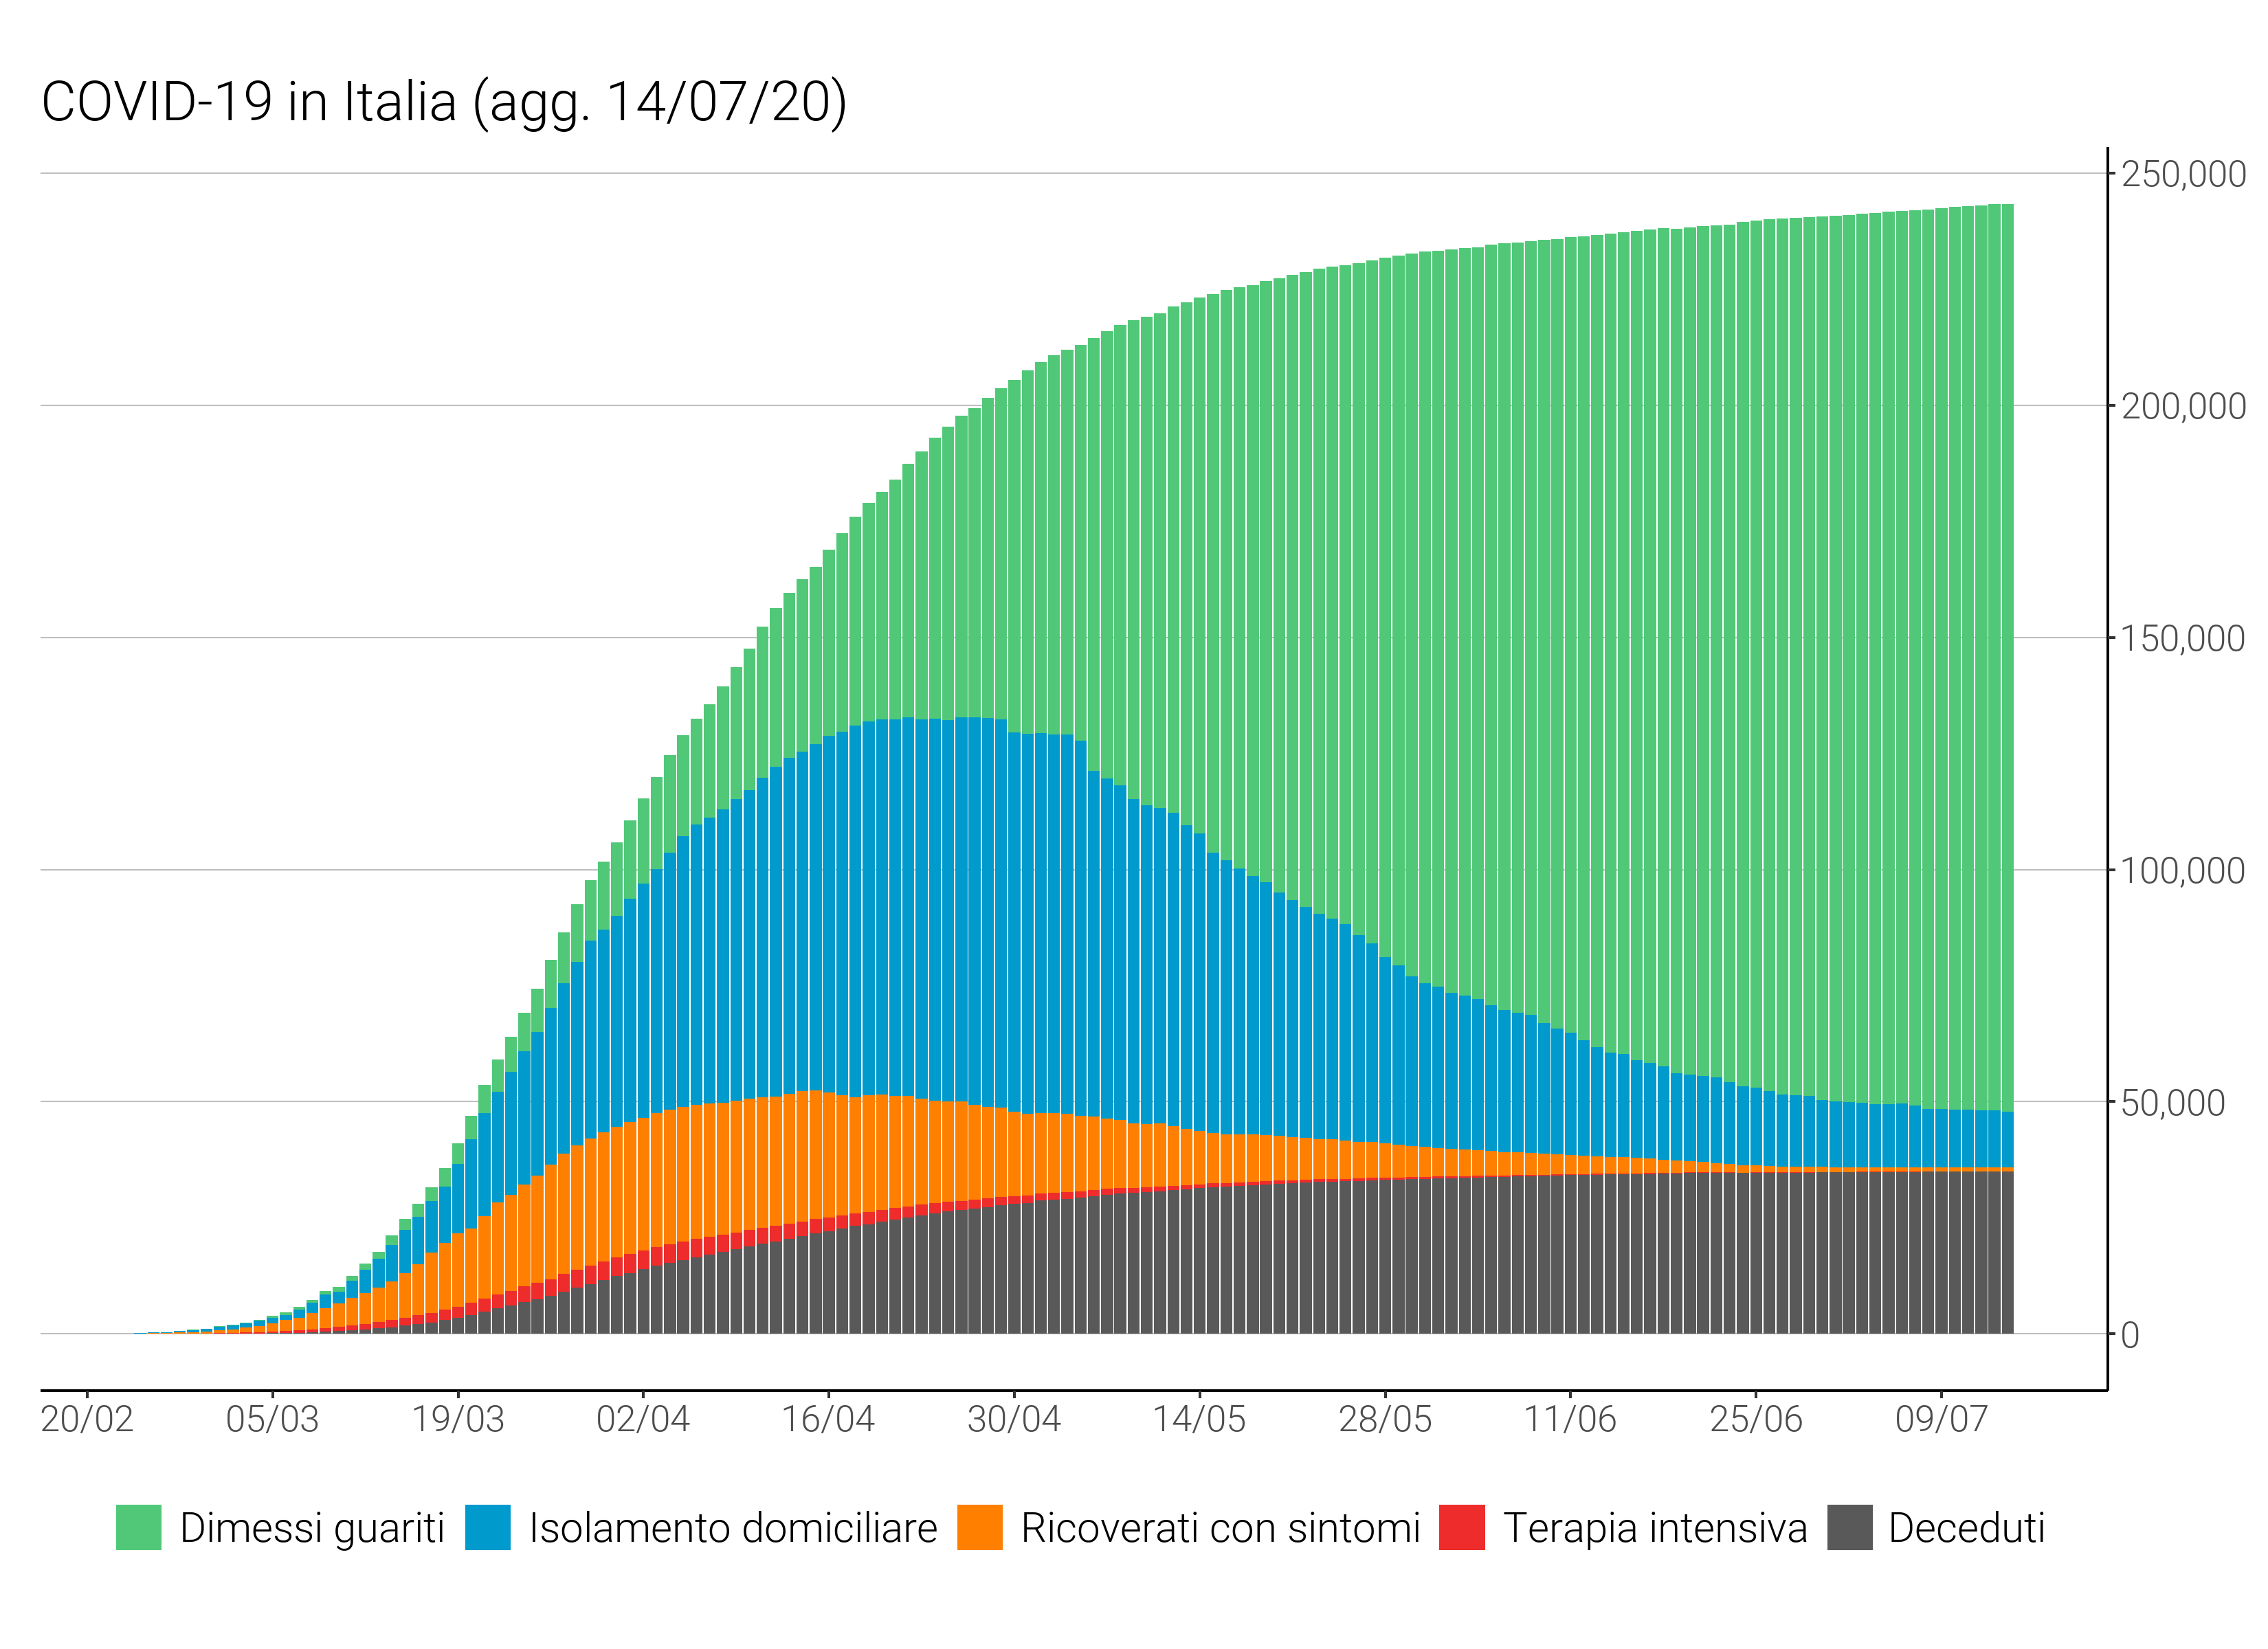 COVID-19 in Italia (agg. 14/07/20)
250,000
200,000
150,000
100,000
50,000
0
20/02 05/03 19/03 02/04 16/04 30/04 14/05 28/05 11/06 25/06 09/07
Dimessi guariti Isolamento domiciliare Ricoverati con sintomi Terapia intensiva Deceduti